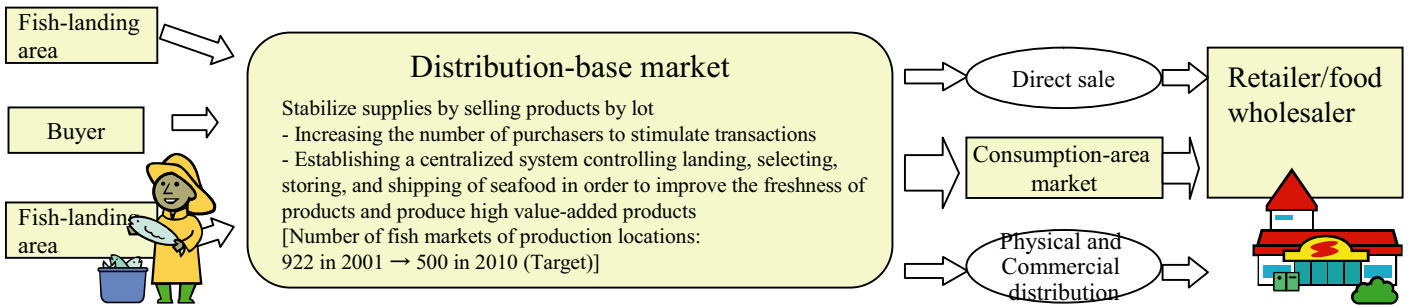 Fish-landing
area
Buyer
Fish-landing
area
Distribution-base market
Stabilize supplies by selling products by lot
- Increasing the number of purchasers to stimulate transactions
- Establishing a centralized system controlling landing, selecting,
storing, and shipping of seafood in order to improve the freshness of
products and produce high value-added products
[Number of fish markets of production locations:
922 in 2001 → 500 in 2010 (Target)]
Direct sale
Consumption-area
market
Physical and
Commercial
distribution
Retailer/food
wholesaler